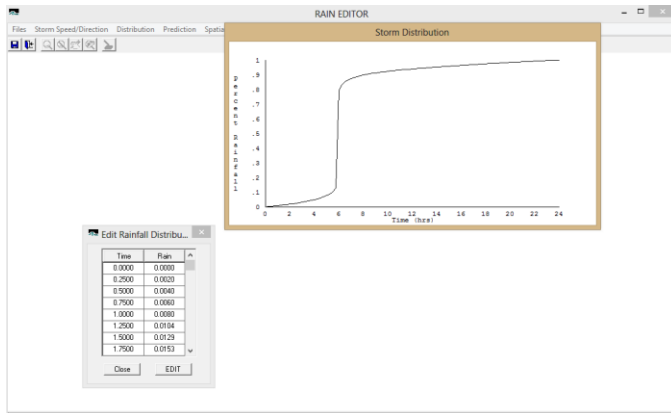 RAIN EDITOR
Files Storm Speed/Direction Distribution Prediction Spatia
Storm Distribution
Percent Rainfall
1
.9
.8
.7
.6
.5
.4
.3
.2
.1
0
0 2 4 6 8 10 12 14 16 18 20 22 24
Time (hrs)
Edit Rainfall Distribu...
Time Rain
0.0000 0.0000
0.2500 0.0020
0.5000 0.0040
0.7500 0.0060
1.0000 0.0080
1.2500 0.0104
1.5000 0.0129
1.7500 0.0153
Close EDIT